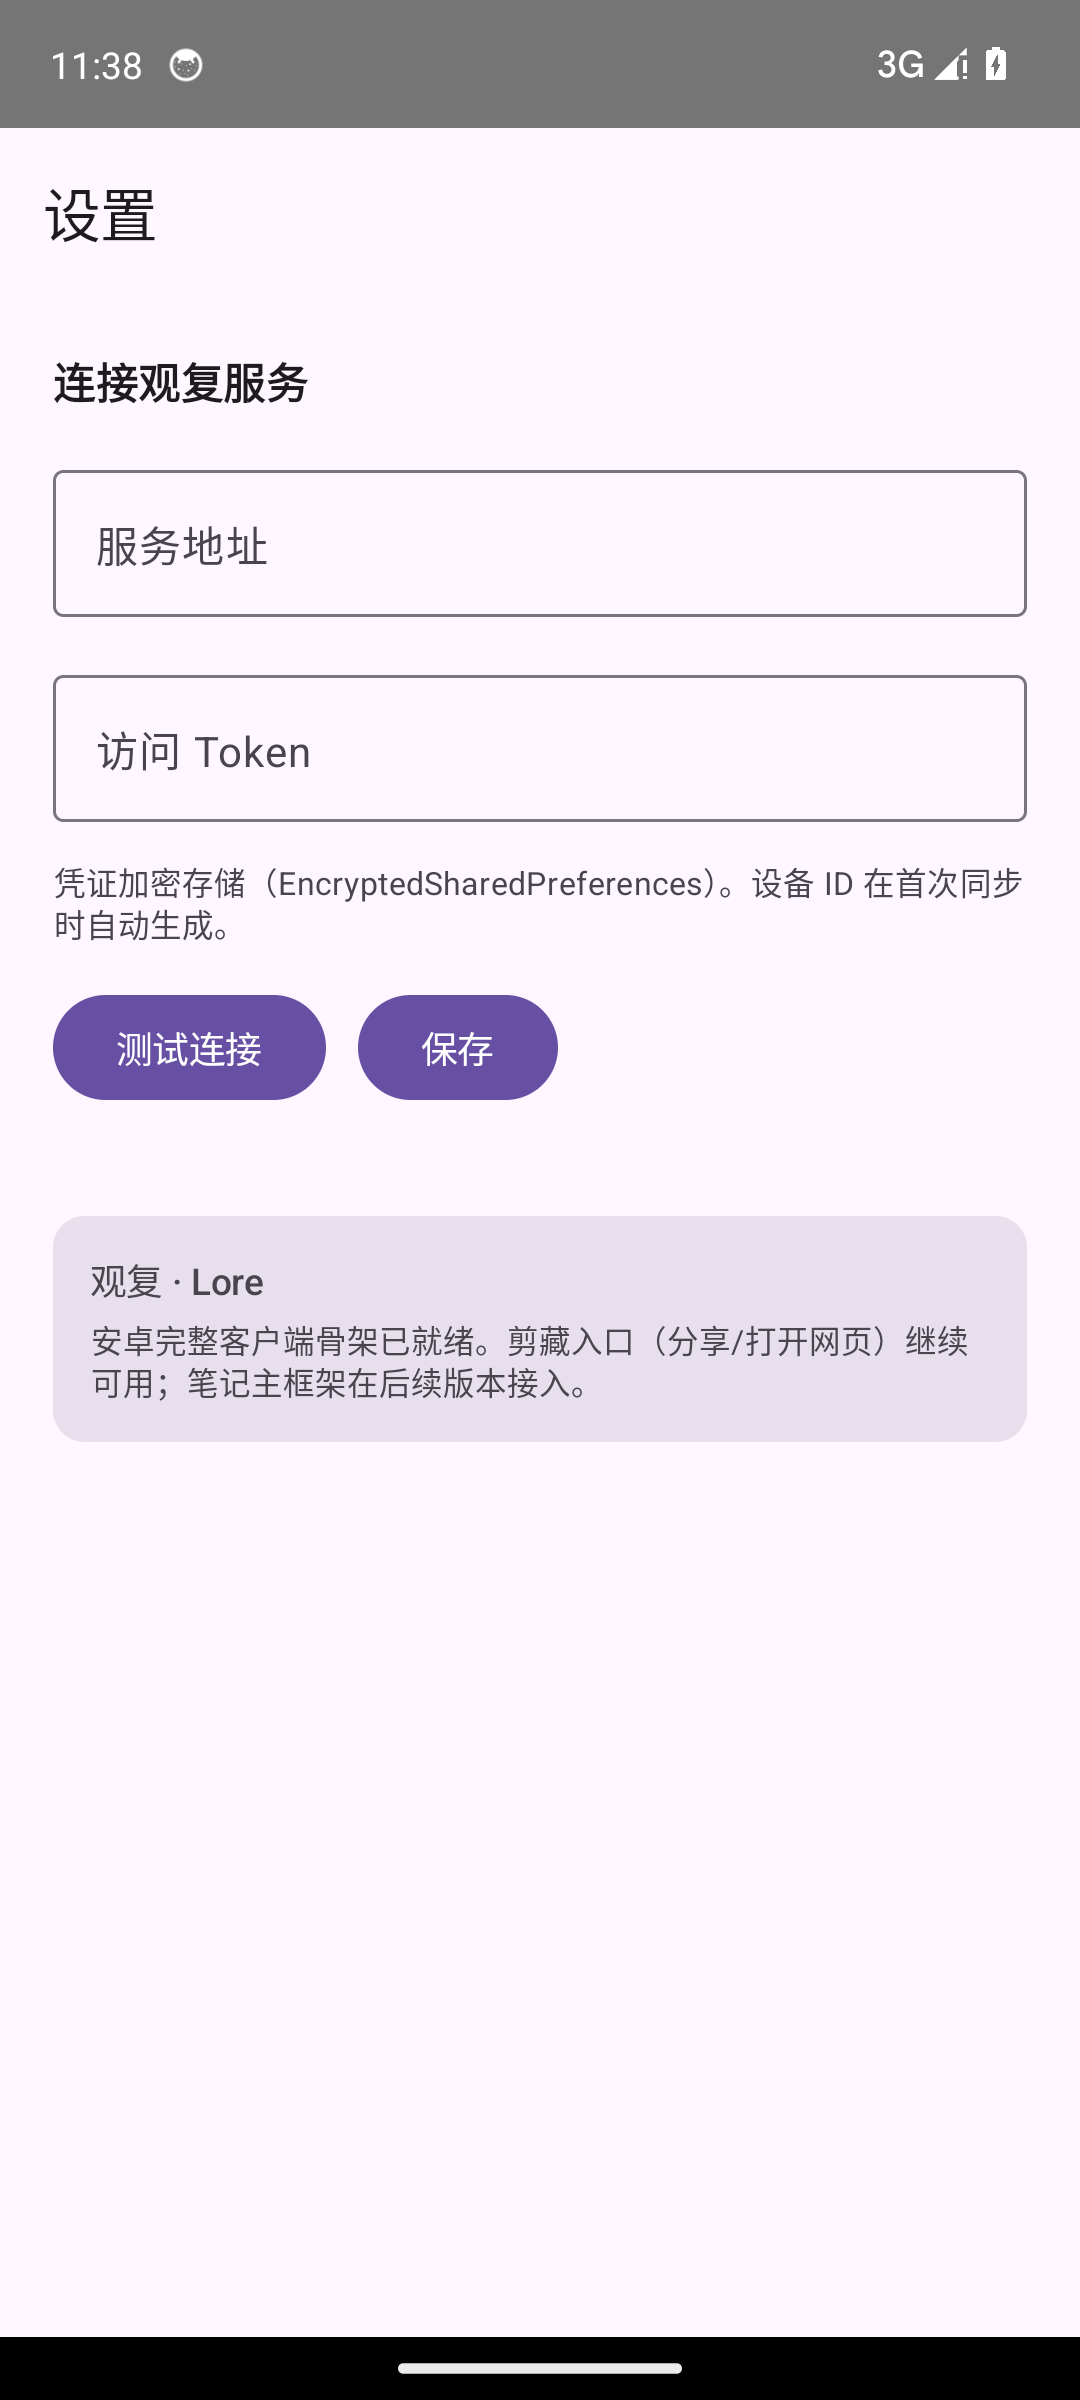 11:38
3G
设置
连接观复服务
服务地址
访问 Token
凭证加密存储（EncryptedSharedPreferences）。设备 ID 在首次同步
时自动生成。
测试连接
保存
观复 · Lore
安卓完整客户端骨架已就绪。剪藏入口（分享/打开网页）继续
可用；笔记主框架在后续版本接入。